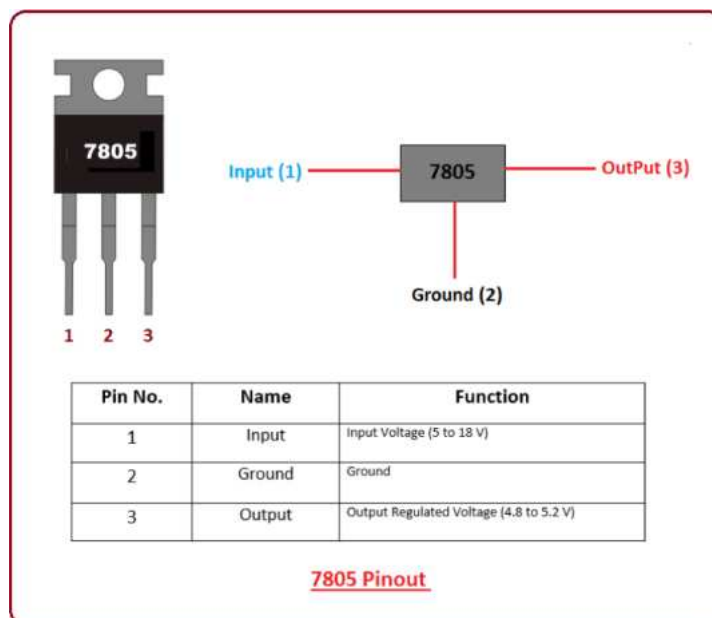 7805
Input (1)
7805
OutPut (3)
Ground (2)
1 2 3
Pin No. Name Function
1 Input Input Voltage (5 to 18 V)
2 Ground Ground
3 Output Output Regulated Voltage (4.8 to 5.2 V)
7805 Pinout